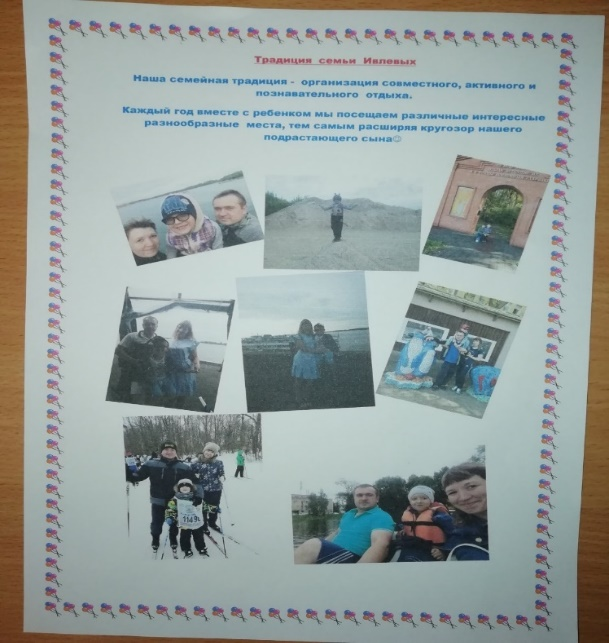 Традиция семьи Ивлевых
Наша семейная традиция - организация совместного, активного и
познавательного отдыха.
Каждый год вместе с ребенком мы посещаем различные интересные
разнообразные места, тем самым расширяя кругозор нашего
подрастающего сына☺